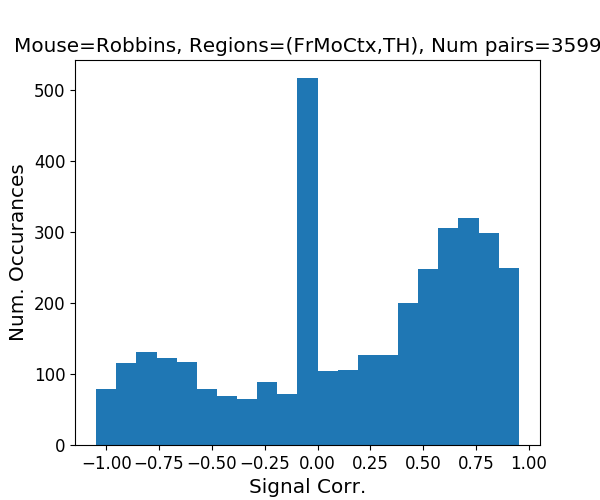 Mouse=Robbins, Regions=(FrMoCtx,TH), Num pairs=3599
500
400
300
200
100
0
Num. Occurances
−1.00 −0.75 −0.50 −0.25 0.00 0.25 0.50 0.75 1.00
Signal Corr.